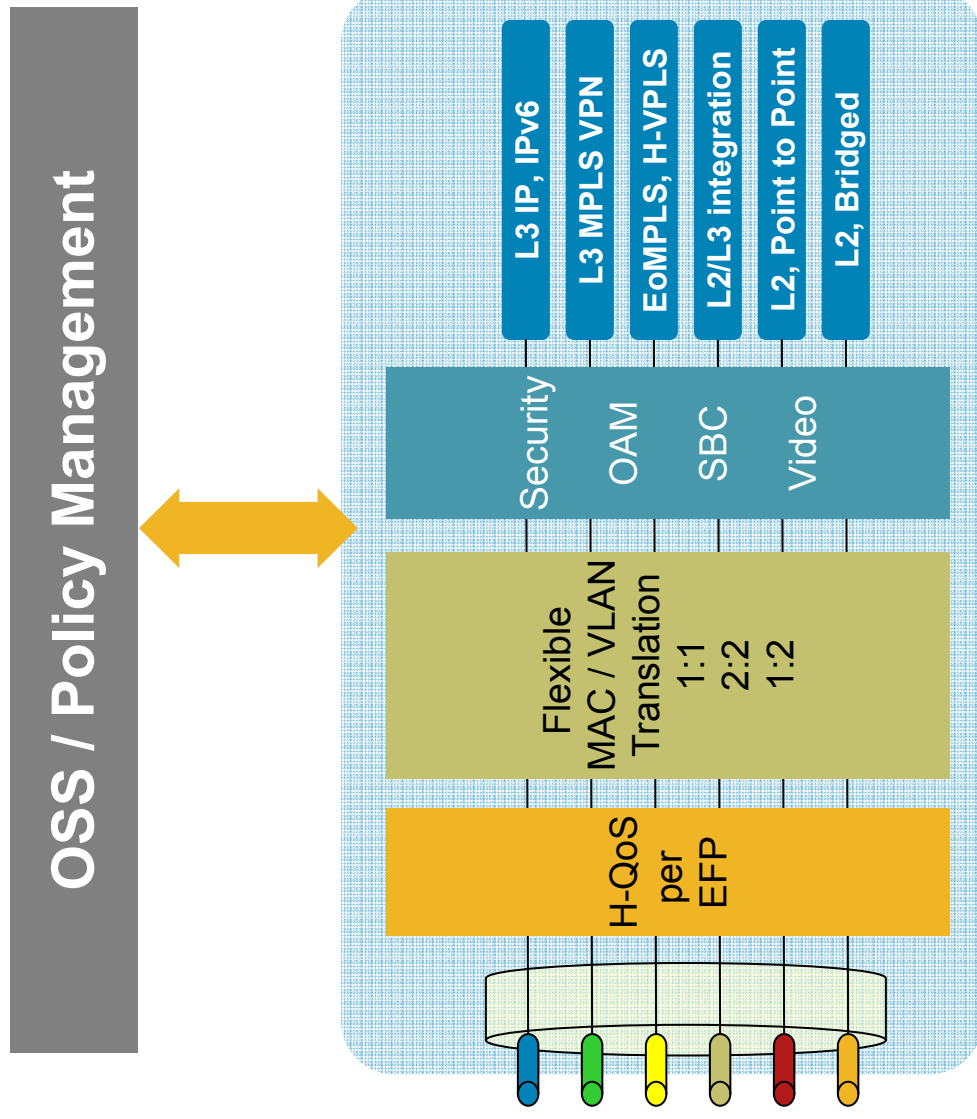 OSS / Policy Management
H-QoS
per
EFP
Flexible
MAC / VLAN
Translation
1:1
2:2
1:2
Security
OAM
SBC
Video
L3 IP, IPv6
L3 MPLS VPN
EoMPLS, H-VPLS
L2/L3 integration
L2, Point to Point
L2, Bridged